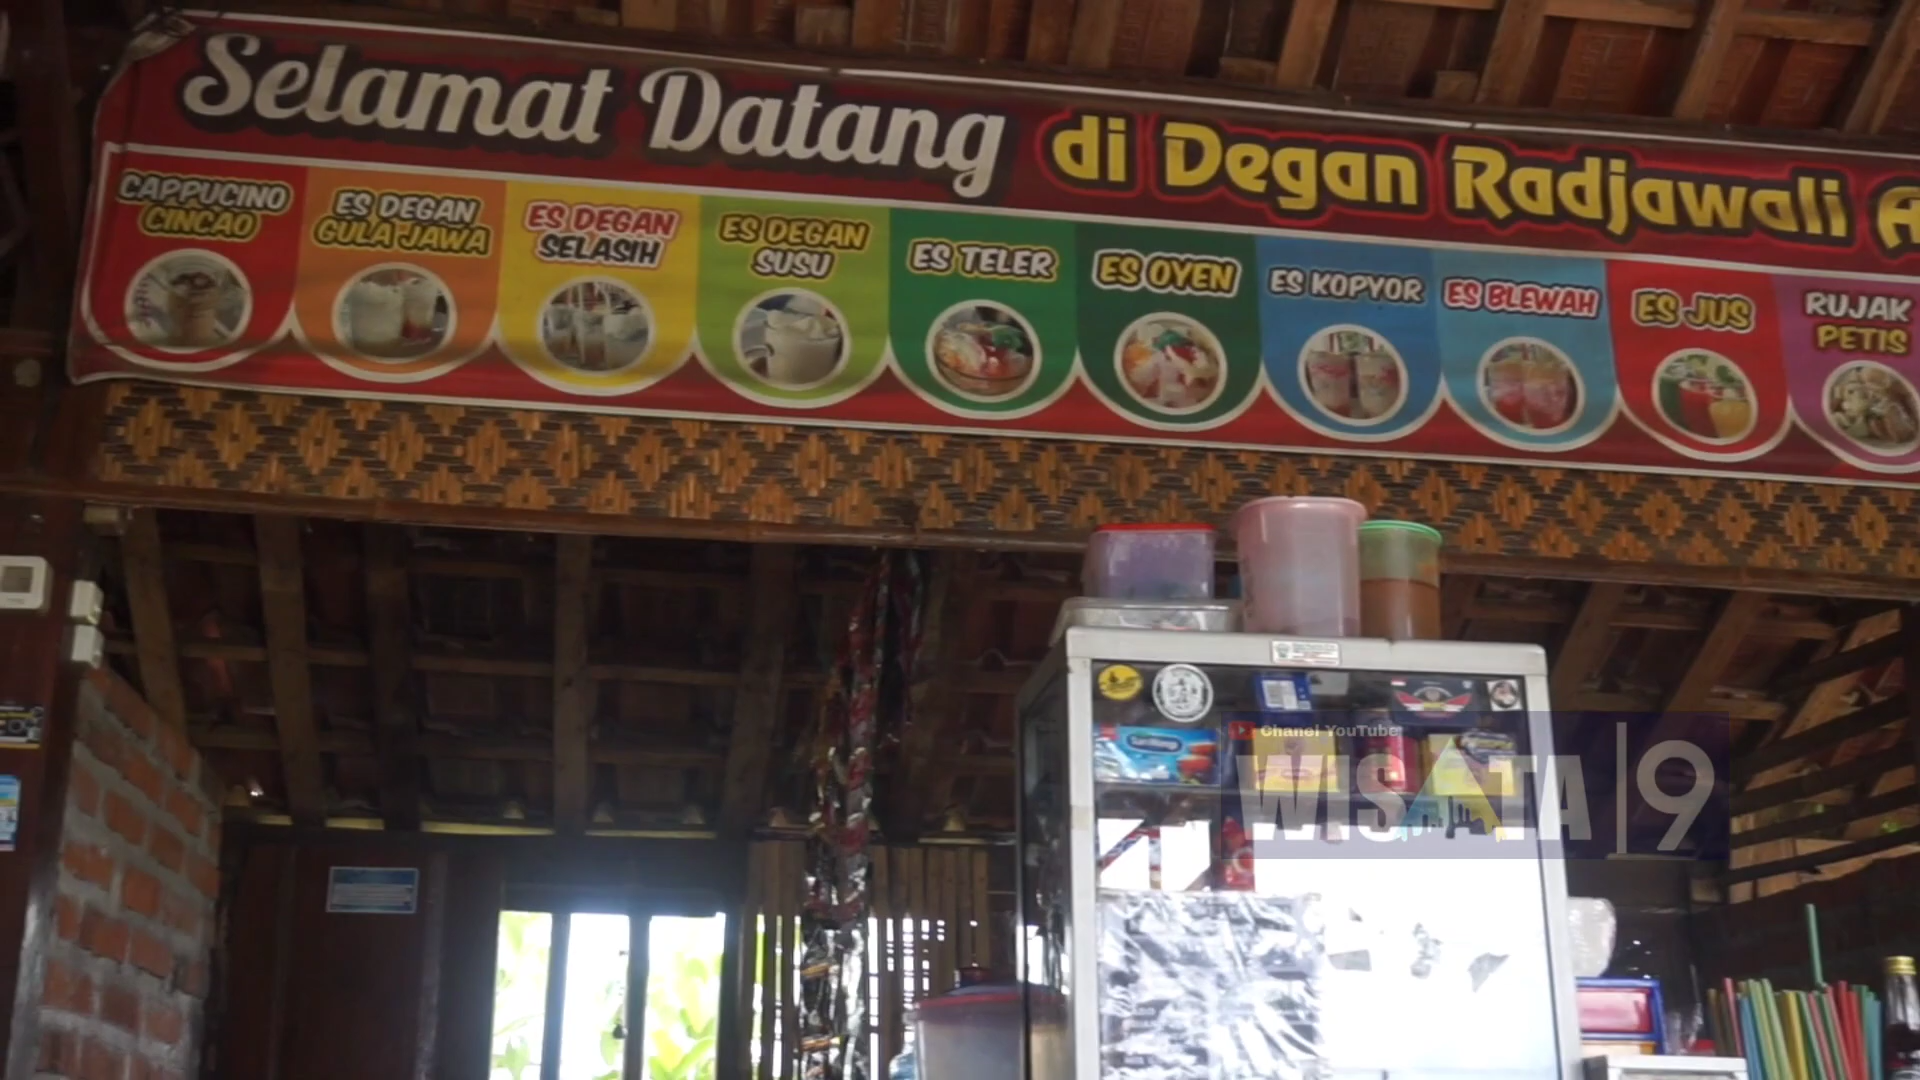 Selamat Datang di Degan Radjawali
CAPPUCINO
CINCAO
ES DEGAN
GULA JAWA
ES DEGAN
SELASIH
ES DEGAN
SUSU
ES TELER
ES OYEN
ES KOPYOR
ES BLEWAH
ES JUS
RUJAK
PETIS
Chanel YouTube
WISATA 9